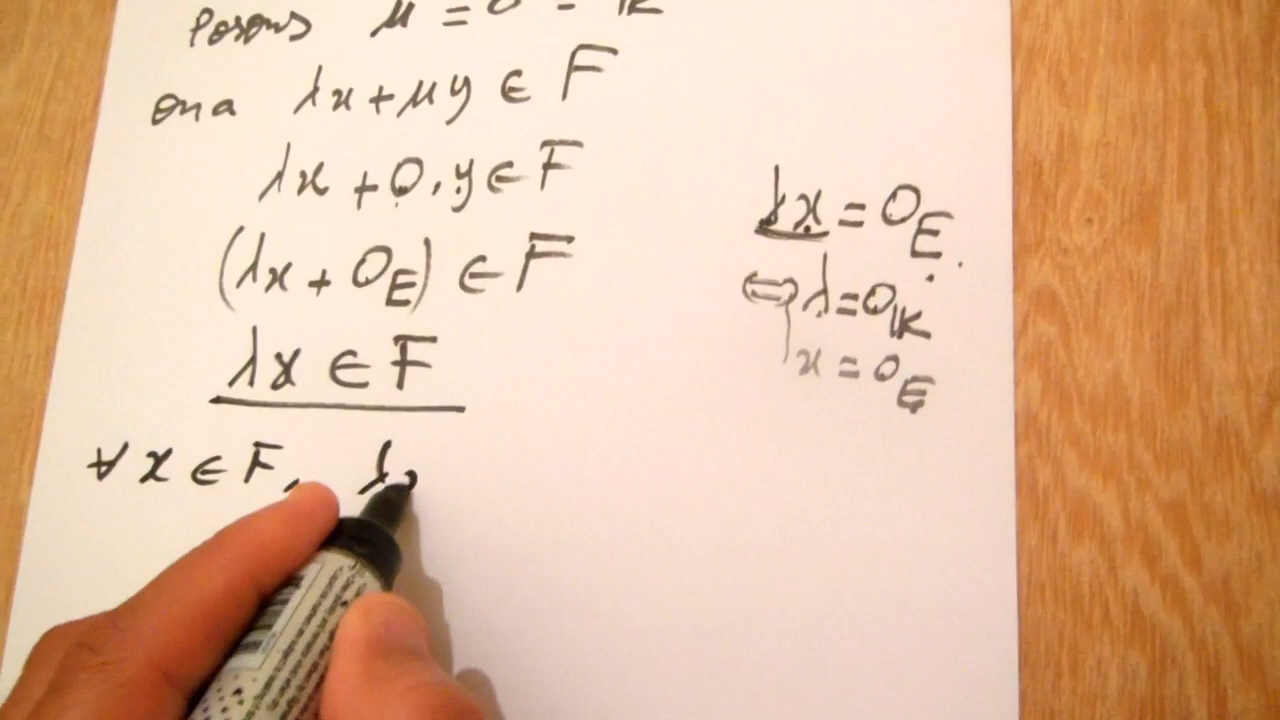 Posons μ = 0 = 𝕂
on a λx + μy ∈ F
λx + 0.y ∈ F
(λx + 0_E) ∈ F
λx ∈ F
∀ x ∈ F, λ
λx = 0_E.
⇔ λ = 0_𝕂
x = 0_E